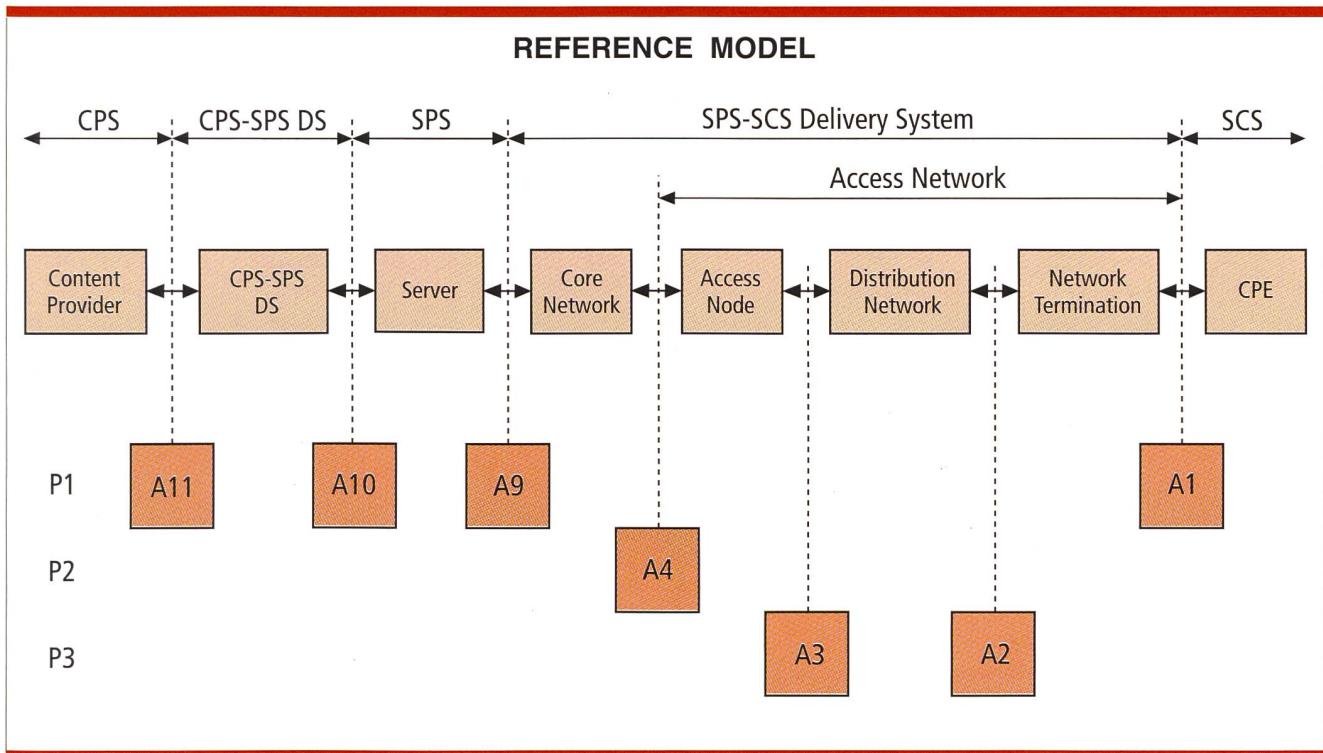 REFERENCE MODEL
CPS
CPS-SPS DS
SPS
SPS-SCS Delivery System
SCS
Access Network
Content
Provider
CPS-SPS
DS
Server
Core
Network
Access
Node
Distribution
Network
Network
Termination
CPE
P1
A11
A10
A9
A1
P2
A4
P3
A3
A2